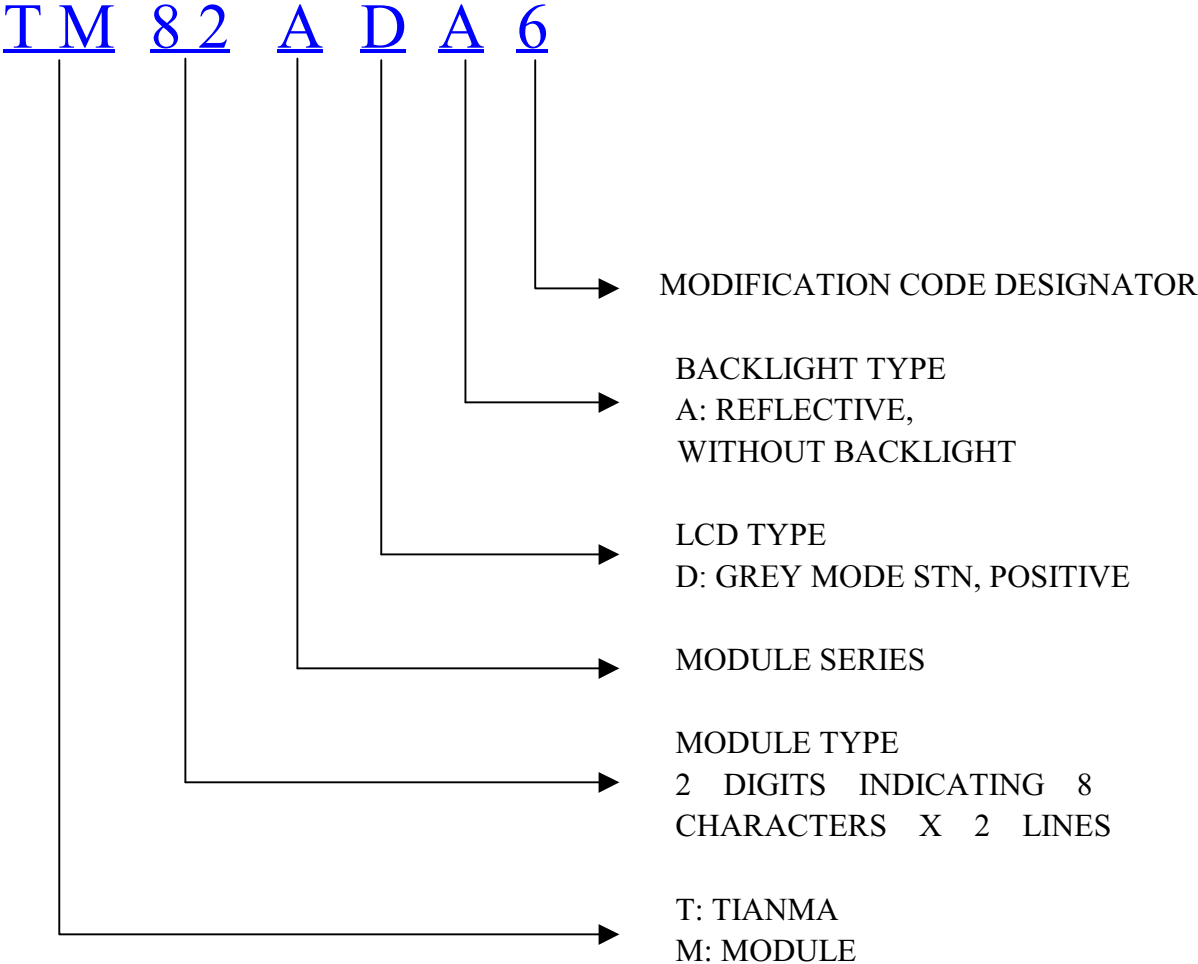 T M 8 2 A D A 6
MODIFICATION CODE DESIGNATOR
BACKLIGHT TYPE
A: REFLECTIVE,
WITHOUT BACKLIGHT
LCD TYPE
D: GREY MODE STN, POSITIVE
MODULE SERIES
MODULE TYPE
2 DIGITS INDICATING 8
CHARACTERS X 2 LINES
T: TIANMA
M: MODULE